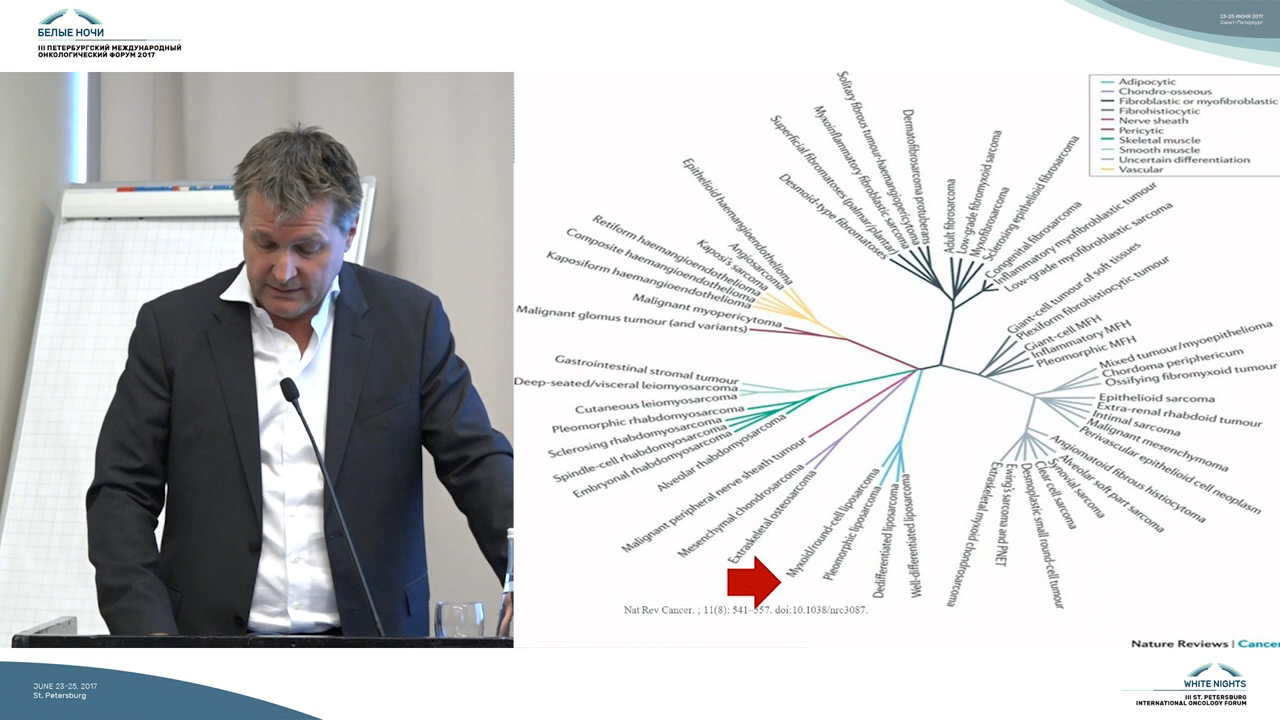 БЕЛЫЕ НОЧИ
III ПЕТЕРБУРГСКИЙ МЕЖДУНАРОДНЫЙ
ОНКОЛОГИЧЕСКИЙ ФОРУМ 2017
23-25 ИЮНЯ 2017
Санкт-Петербург
Adipocytic
Chondro-osseous
Fibroblastic or myofibroblastic
Fibrohistiocytic
Nerve sheath
Pericytic
Skeletal muscle
Smooth muscle
Uncertain differentiation
Vascular
Epithelioid haemangioendothelioma
Angiosarcoma
Kaposi's sarcoma
Retiform haemangioendothelioma
Composite haemangioendothelioma
Kaposiform haemangioendothelioma
Malignant myopericytoma
Malignant glomus tumour (and variants)
Gastrointestinal stromal tumour
Deep-seated/visceral leiomyosarcoma
Cutaneous leiomyosarcoma
Pleomorphic rhabdomyosarcoma
Sclerosing rhabdomyosarcoma
Spindle-cell rhabdomyosarcoma
Embryonal rhabdomyosarcoma
Alveolar rhabdomyosarcoma
Malignant peripheral nerve sheath tumour
Mesenchymal chondrosarcoma
Extraskeletal osteosarcoma
Myxoid/round-cell liposarcoma
Pleomorphic liposarcoma
Dedifferentiated liposarcoma
Well-differentiated liposarcoma
Extraskeletal myxoid chondrosarcoma
Ewing's sarcoma and PNET
Desmoplastic small round-cell tumour
Clear cell sarcoma
Synovial sarcoma
Alveolar soft part sarcoma
Angiomatoid fibrous histiocytoma
Perivascular epithelioid cell neoplasm
Malignant mesenchymoma
Intimal sarcoma
Extra-renal rhabdoid tumour
Epithelioid sarcoma
Ossifying fibromyxoid tumour
Chordoma periphericum
Mixed tumour/myoepithelioma
Pleomorphic MFH
Inflammatory MFH
Giant-cell MFH
Plexiform fibrohistiocytic tumour
Giant-cell tumour of soft tissues
Low-grade myofibroblastic sarcoma
Inflammatory myofibroblastic tumour
Congenital fibrosarcoma
Sclerosing epithelioid fibrosarcoma
Myxofibrosarcoma
Low-grade fibromyxoid sarcoma
Adult fibrosarcoma
Dermatofibrosarcoma protuberans
Solitary fibrous tumour-haemangiopericytoma
Myxoinflammatory fibroblastic sarcoma
Superficial fibromatoses (palmar/plantar)
Desmoid-type fibromatoses
Nat Rev Cancer. ; 11(8): 541–557. doi:10.1038/nrc3087.
Nature Reviews | Cancer
JUNE 23-25, 2017
St. Petersburg
WHITE NIGHTS
III ST. PETERSBURG
INTERNATIONAL ONCOLOGY FORUM